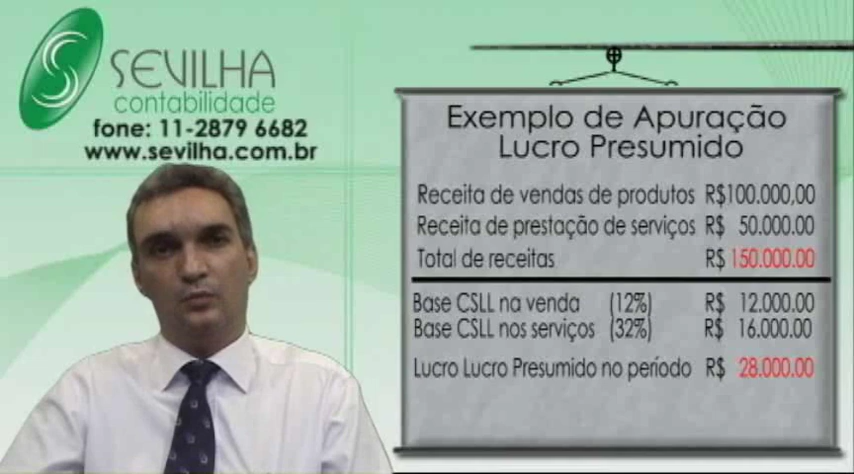 SEVILHA
contabilidade
fone: 11-2879 6682
www.sevilha.com.br
Exemplo de Apuração
Lucro Presumido
Receita de vendas de produtos R$100.000,00
Receita de prestação de serviços R$ 50.000.00
Total de receitas R$ 150.000.00
Base CSLL na venda (12%) R$ 12.000.00
Base CSLL nos serviços (32%) R$ 16.000.00
Lucro Lucro Presumido no período R$ 28.000.00